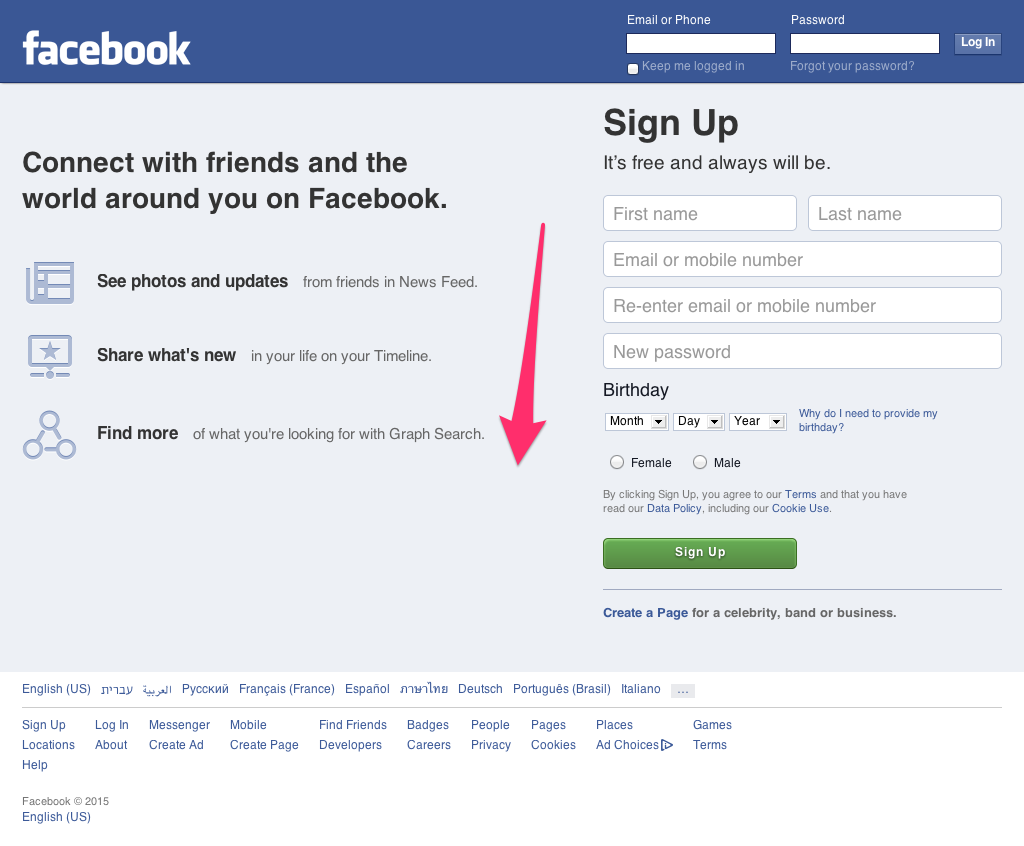 facebook
Email or Phone
Password
Log In
Keep me logged in
Forgot your password?
Connect with friends and the
world around you on Facebook.
See photos and updates from friends in News Feed.
Share what's new in your life on your Timeline.
Find more of what you're looking for with Graph Search.
Sign Up
It's free and always will be.
First name
Last name
Email or mobile number
Re-enter email or mobile number
New password
Birthday
Month
Day
Year
Why do I need to provide my
birthday?
Female
Male
By clicking Sign Up, you agree to our Terms and that you have
read our Data Policy, including our Cookie Use.
Sign Up
Create a Page for a celebrity, band or business.
English (US) עברית العربية Русский Français (France) Español ภาษาไทย Deutsch Português (Brasil) Italiano ...
Sign Up Log In Messenger Mobile Find Friends Badges People Pages Places Games
Locations About Create Ad Create Page Developers Careers Privacy Cookies Ad Choices Terms
Help
Facebook © 2015
English (US)